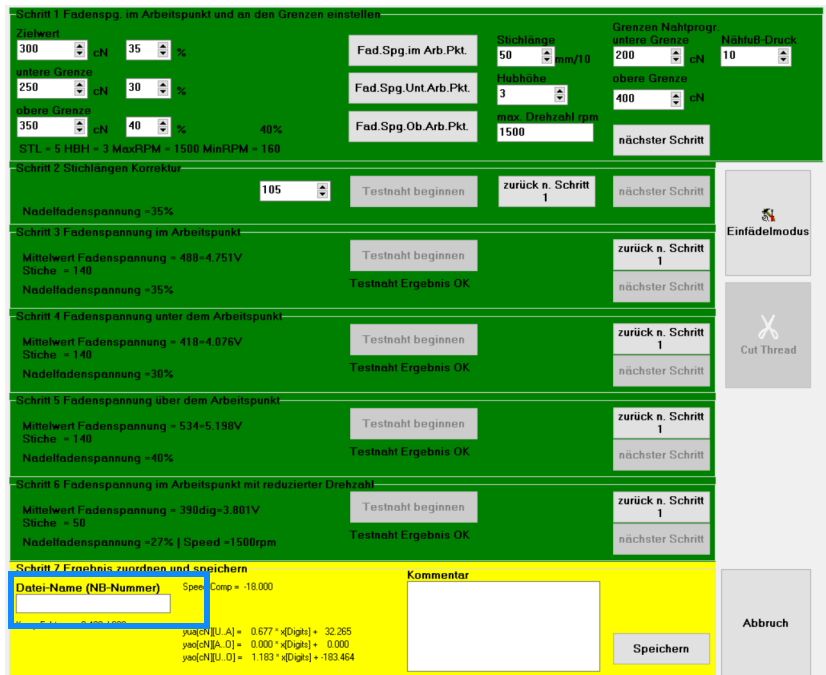 Schritt 1 Fadenspg. im Arbeitspunkt und an den Grenzen einstellen
Zielwert
300 cN 35 %
Fad.Spg.im Arb.Pkt.
untere Grenze
250 cN 30 %
Fad.Spg.Unt.Arb.Pkt.
obere Grenze
350 cN 40 % 40%
Fad.Spg.Ob.Arb.Pkt.
STL = 5 HBH = 3 MaxRPM = 1500 MinRPM = 160
Stichlänge
50 mm/10
Hubhöhe
3
max. Drehzahl rpm
1500
Grenzen Nahtprogr.
untere Grenze
200 cN
obere Grenze
400 cN
Nähfuß-Druck
10
nächster Schritt
Schritt 2 Stichlängen Korrektur
105
Testnaht beginnen
zurück n. Schritt
1
nächster Schritt
Nadelfadenspannung =35%
Schritt 3 Fadenspannung im Arbeitspunkt
Mittelwert Fadenspannung = 488=4.751V
Stiche = 140
Nadelfadenspannung =35%
Testnaht beginnen
Testnaht Ergebnis OK
zurück n. Schritt
1
nächster Schritt
Schritt 4 Fadenspannung unter dem Arbeitspunkt
Mittelwert Fadenspannung = 418=4.076V
Stiche = 140
Nadelfadenspannung =30%
Testnaht beginnen
Testnaht Ergebnis OK
zurück n. Schritt
1
nächster Schritt
Schritt 5 Fadenspannung über dem Arbeitspunkt
Mittelwert Fadenspannung = 534=5.198V
Stiche = 140
Nadelfadenspannung =40%
Testnaht beginnen
Testnaht Ergebnis OK
zurück n. Schritt
1
nächster Schritt
Schritt 6 Fadenspannung im Arbeitspunkt mit reduzierter Drehzahl
Mittelwert Fadenspannung = 390dig=3.801V
Stiche = 50
Nadelfadenspannung =27% | Speed =1500rpm
Testnaht beginnen
Testnaht Ergebnis OK
zurück n. Schritt
1
nächster Schritt
Schritt 7 Ergebnis zuordnen und speichern
Datei-Name (NB-Nummer)
Speed Comp = -18.000
yua[cN][U..A] = 0.677 * x[Digits] + 32.265
yao[cN][A..O] = 0.000 * x[Digits] + 0.000
yao[cN][U..O] = 1.183 * x[Digits] + -183.464
Kommentar
Speichern
Einfädelmodus
Cut Thread
Abbruch